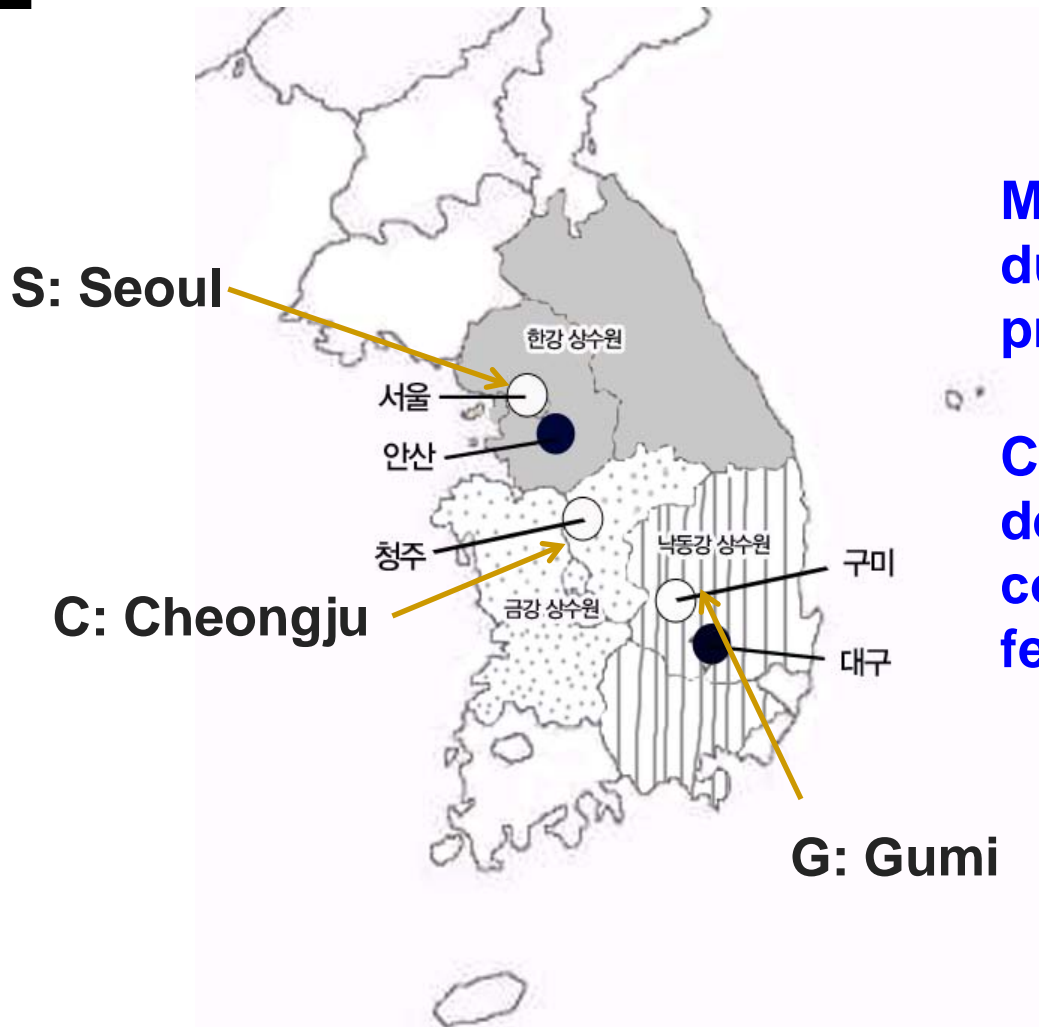 S: Seoul
한강 상수원
서울
안산
청주
낙동강 상수원
구미
C: Cheongju
금강 상수원
대구
G: Gumi